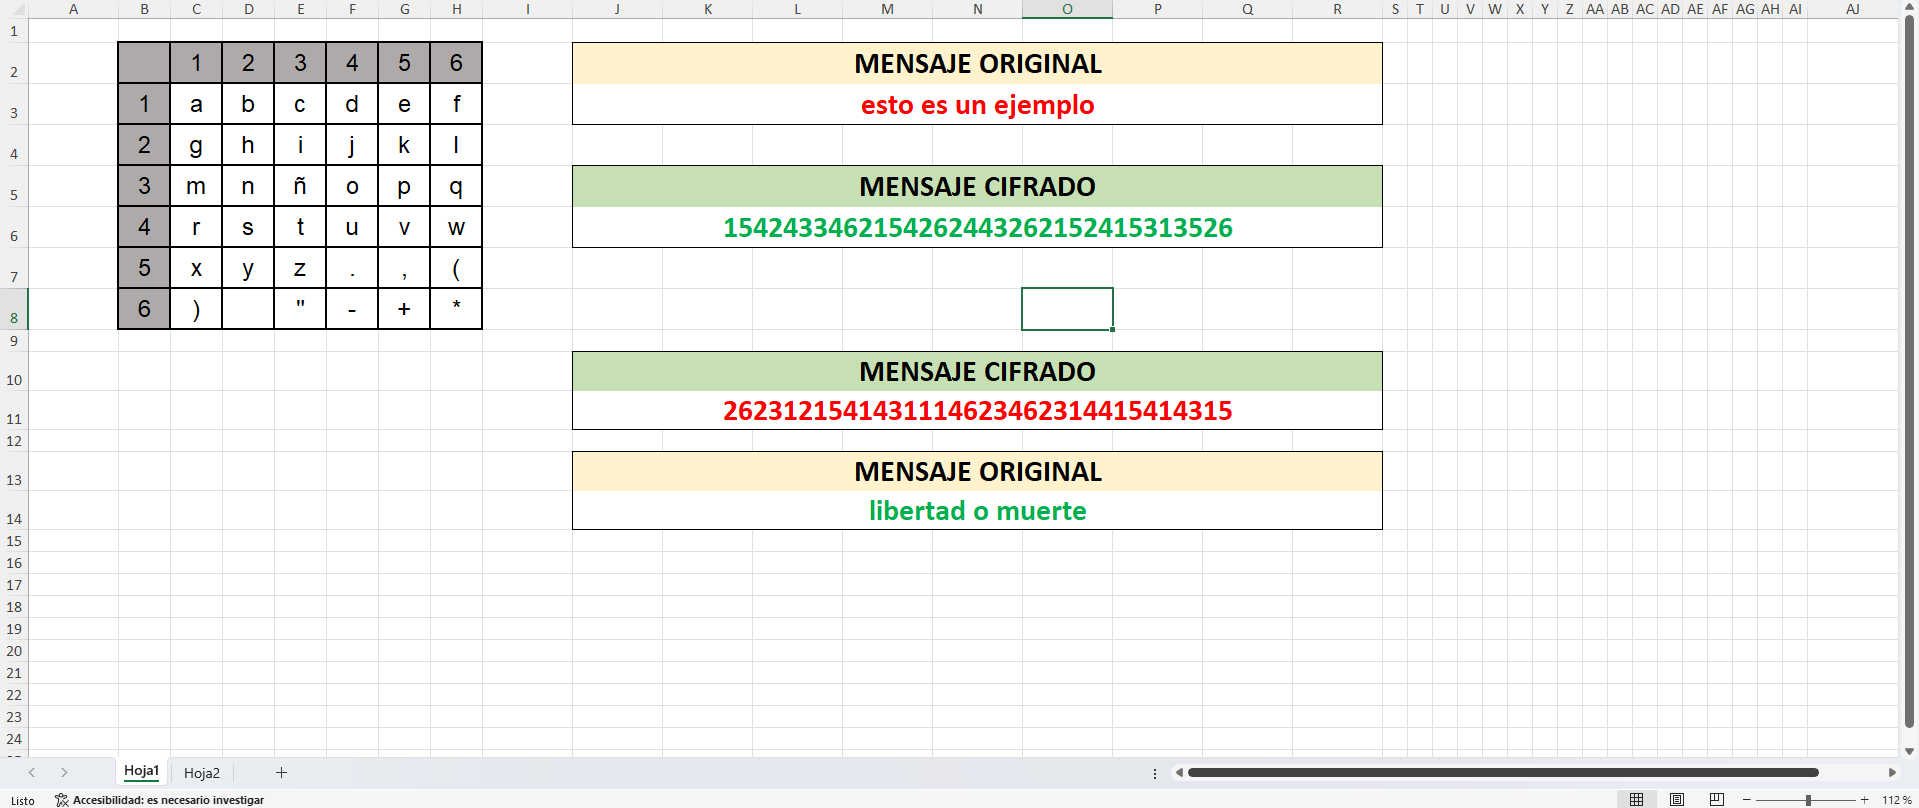 A B C D E F G H I J K L M N O P Q R S T U V W X Y Z AA AB AC AD AE AF AG AH AI AJ
1
2 1 2 3 4 5 6 MENSAJE ORIGINAL
3 1 a b c d e f esto es un ejemplo
4 2 g h i j k l
5 3 m n ñ o p q MENSAJE CIFRADO
6 4 r s t u v w 1542433462154262443262152415313526
7 5 x y z . , (
8 6 ) " - + *
9
10 MENSAJE CIFRADO
11 2623121541431114623462314415414315
12
13 MENSAJE ORIGINAL
14 libertad o muerte
15
16
17
18
19
20
21
22
23
24
Hoja1 Hoja2 +
Listo Accesibilidad: es necesario investigar − + 112 %